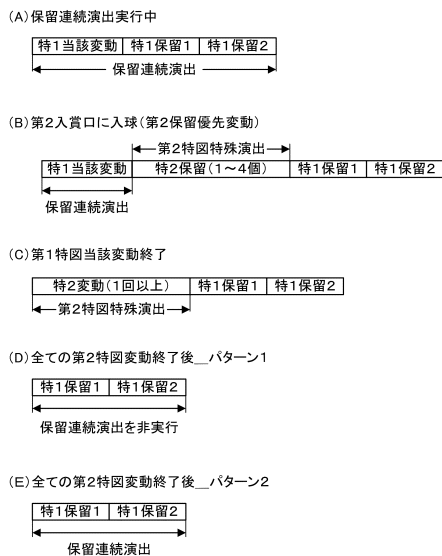 (A)保留連続演出実行中
特1当該変動 特1保留1 特1保留2
保留連続演出
(B)第2入賞口に入球(第2保留優先変動)
第2特図特殊演出
特1当該変動 特2保留(1～4個) 特1保留1 特1保留2
保留連続演出
(C)第1特図当該変動終了
特2変動(1回以上) 特1保留1 特1保留2
第2特図特殊演出
(D)全ての第2特図変動終了後__パターン1
特1保留1 特1保留2
保留連続演出を非実行
(E)全ての第2特図変動終了後__パターン2
特1保留1 特1保留2
保留連続演出